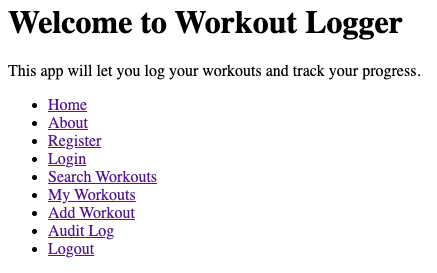 Welcome to Workout Logger
This app will let you log your workouts and track your progress.
Home
About
Register
Login
Search Workouts
My Workouts
Add Workout
Audit Log
Logout